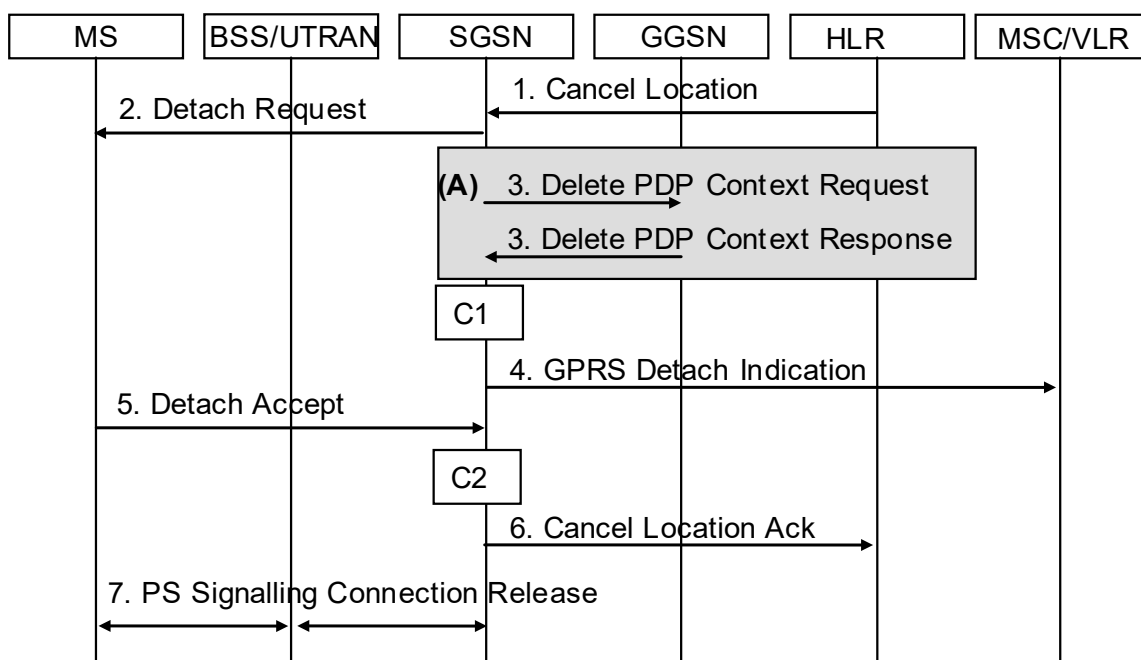 MS BSS/UTRAN SGSN GGSN HLR MSC/VLR
1. Cancel Location
2. Detach Request
(A) 3. Delete PDP Context Request
3. Delete PDP Context Response
C1
4. GPRS Detach Indication
5. Detach Accept
C2
6. Cancel Location Ack
7. PS Signalling Connection Release